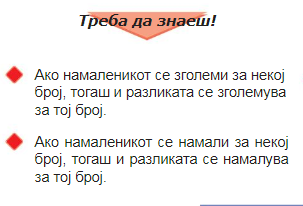 Треба да знаеш!
Ако намаленикот се зголеми за некој
број, тогаш и разликата се зголемува
за тој број.
Ако намаленикот се намали за некој
број, тогаш и разликата се намалува
за тој број.